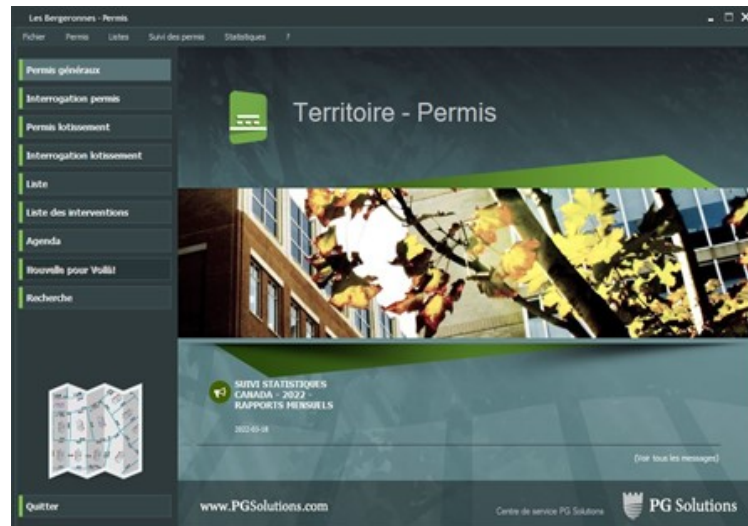 Les Bergeronnes - Permis
Fichier Permis Listes Suivi des permis Statistiques ?
Permis généraux
Interrogation permis
Permis lotissement
Interrogation lotissement
Liste
Liste des interventions
Agenda
Nouvelle pour Voilà!
Recherche
Quitter
Territoire - Permis
SUIVI STATISTIQUES
CANADA - 2022 -
RAPPORTS MENSUELS
2022-03-18
(Voir tous les messages)
www.PGSolutions.com
Centre de service PG Solutions
PG Solutions